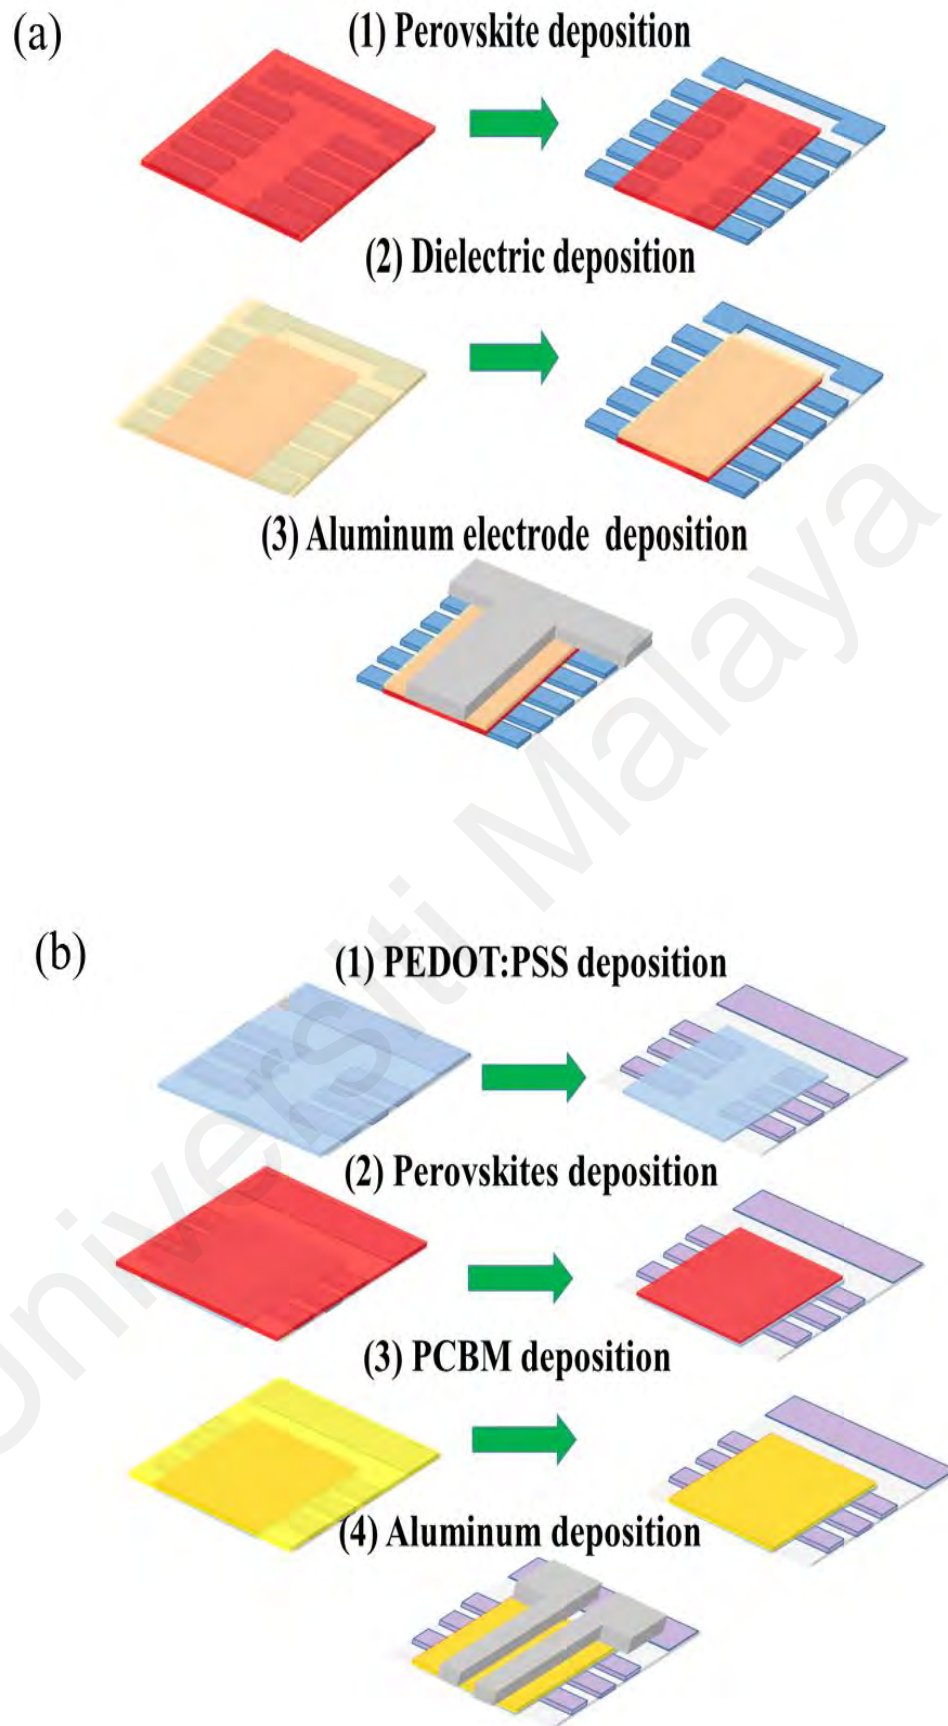 (a)
(1) Perovskite deposition
(2) Dielectric deposition
(3) Aluminum electrode deposition
(b)
(1) PEDOT:PSS deposition
(2) Perovskites deposition
(3) PCBM deposition
(4) Aluminum deposition
Universiti Malaya